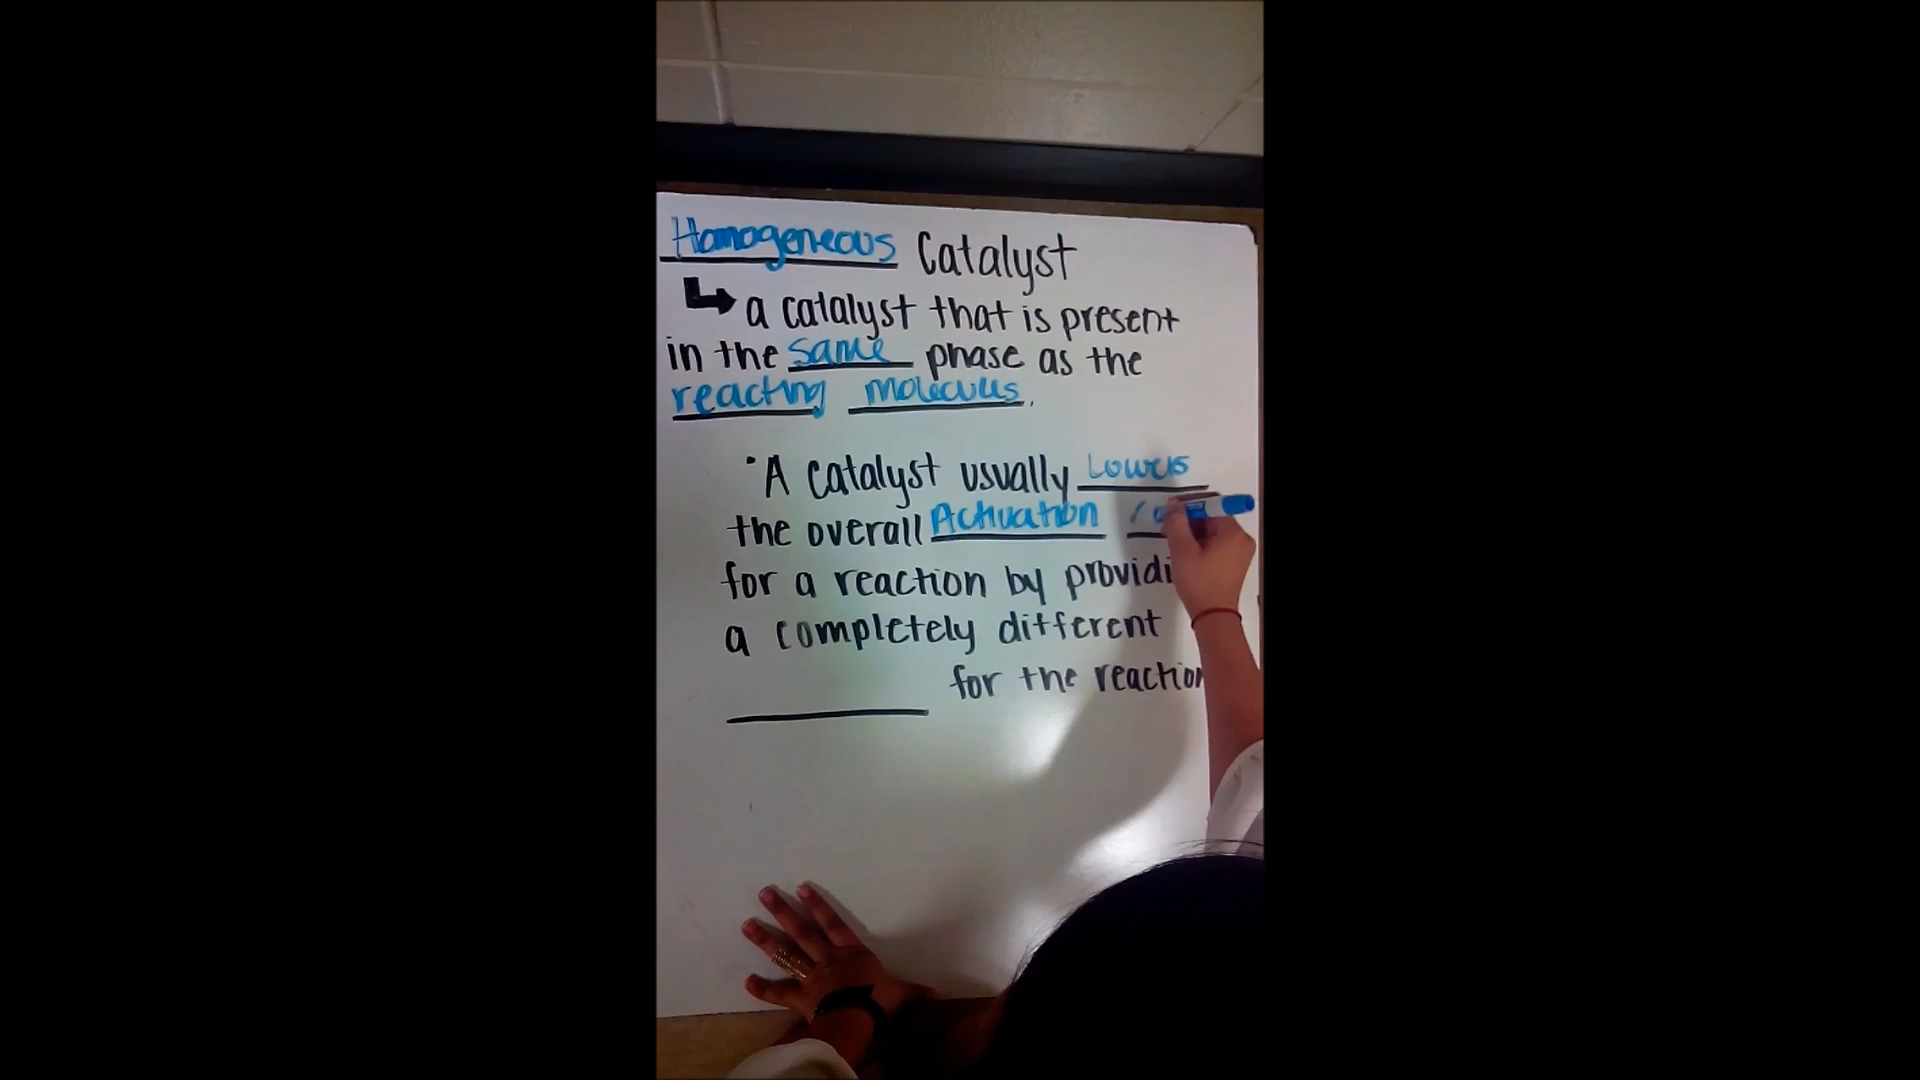 Homogeneous Catalyst
a catalyst that is present
in the same phase as the
reacting molecules.
• A catalyst usually Lowers
the overall Activation
for a reaction by providi
a completely different
for the reaction